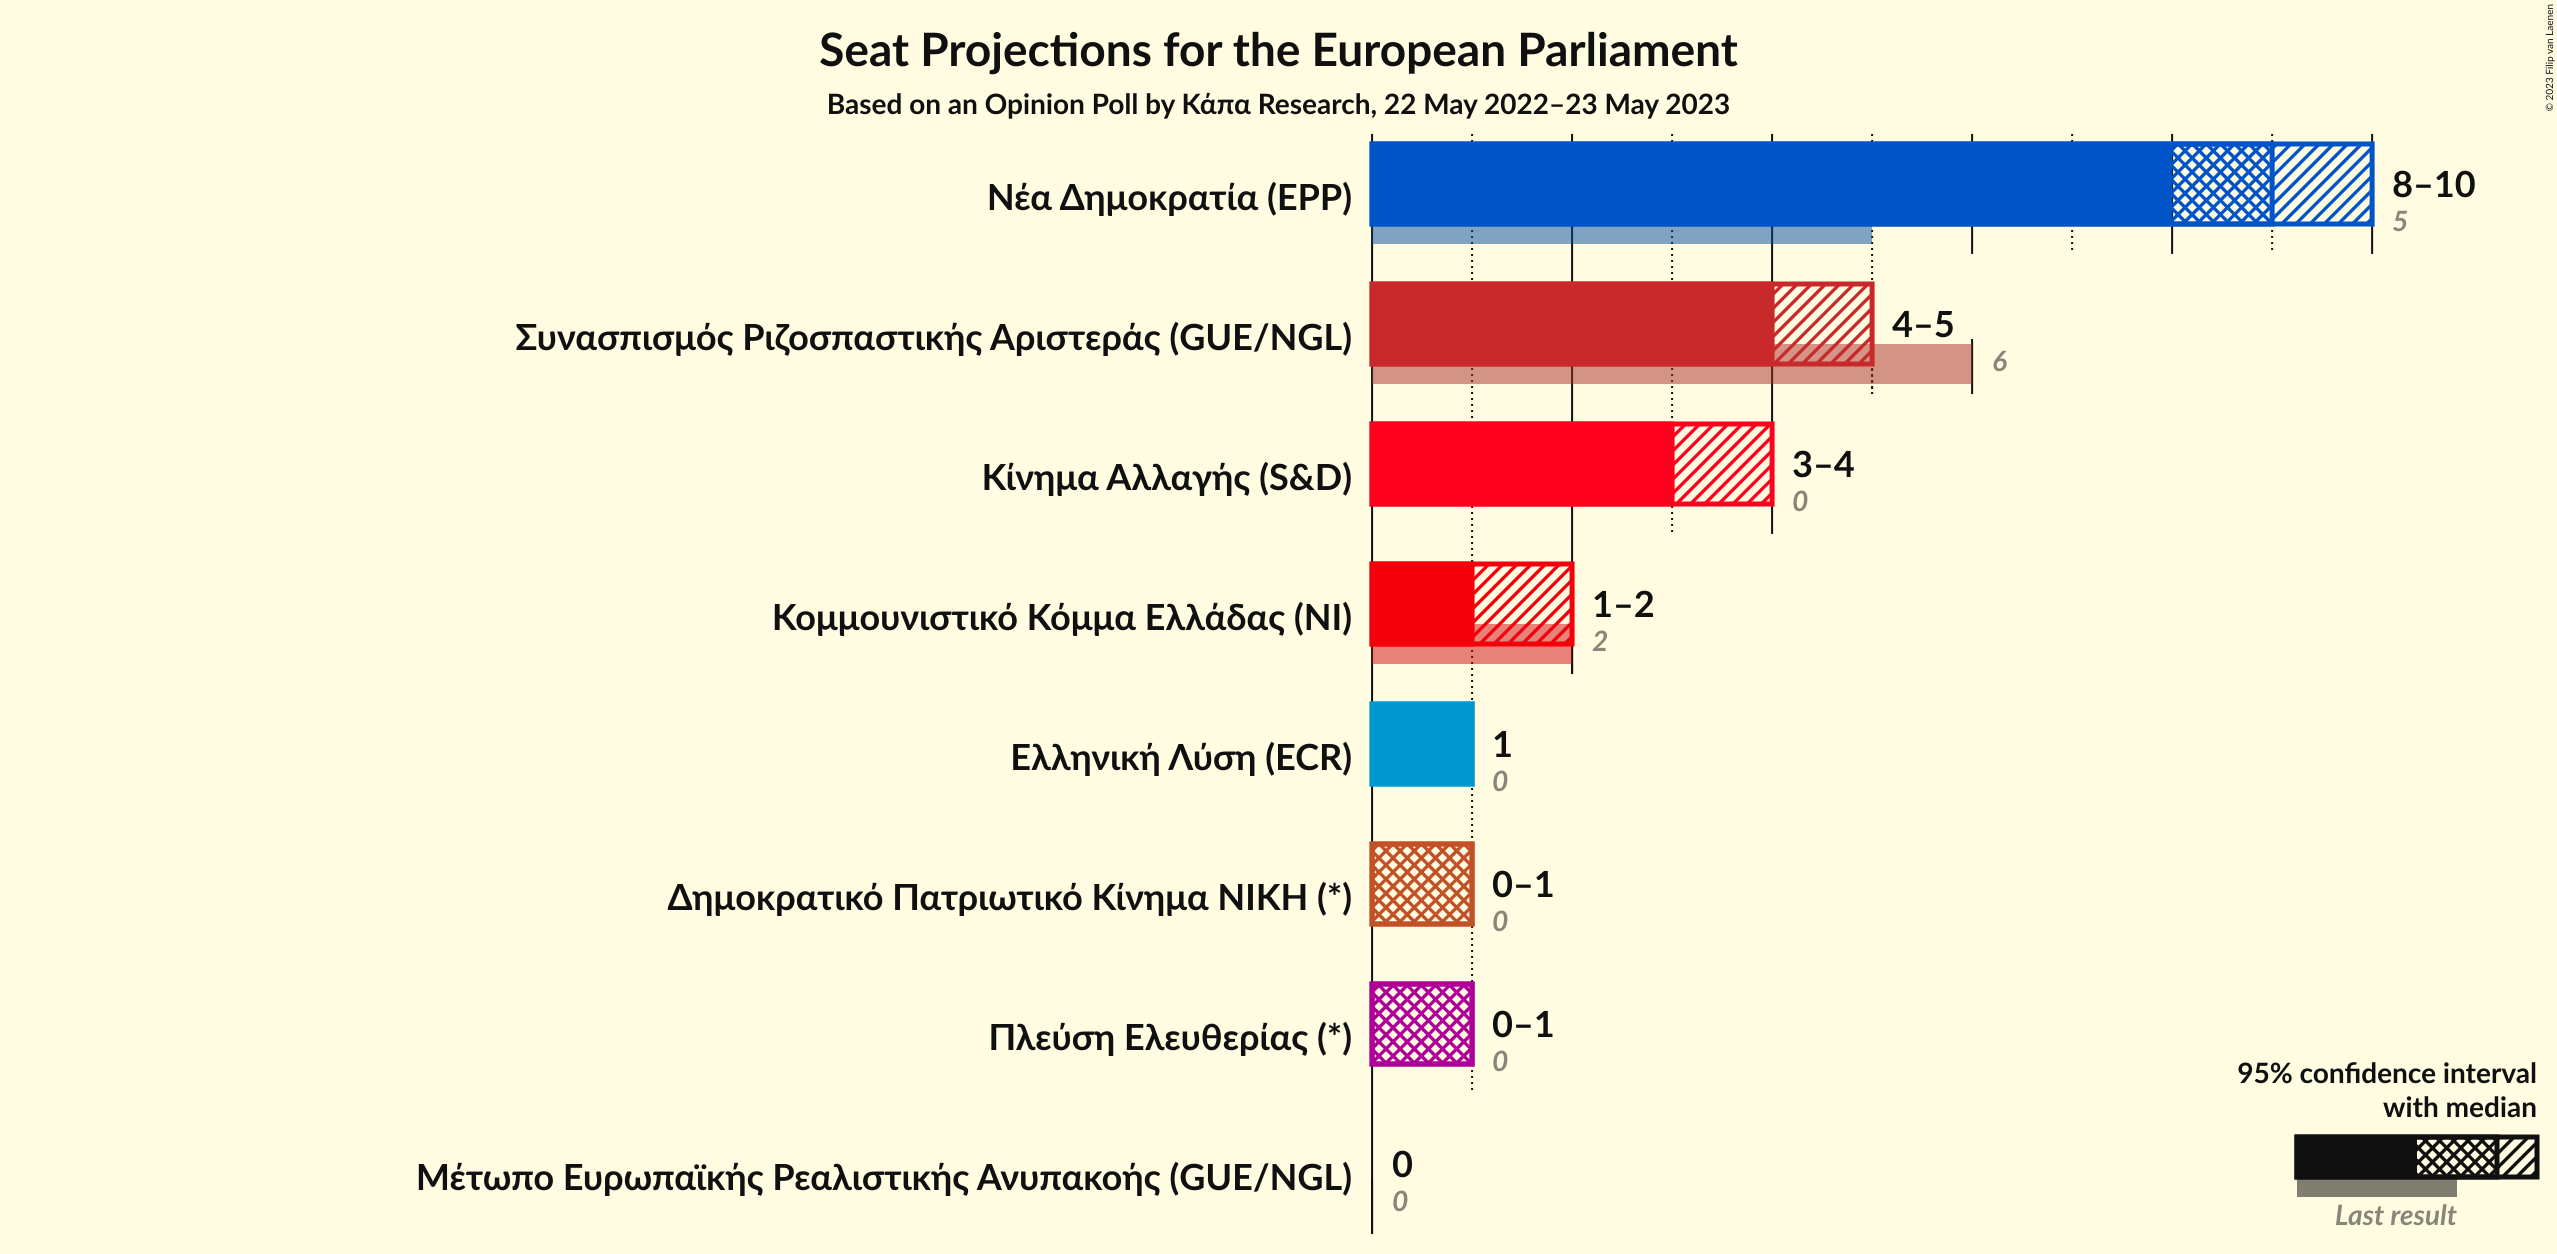 Seat Projections for the European Parliament
Based on an Opinion Poll by Κάπα Research, 22 May 2022–23 May 2023
© 2023 Filip van Laenen
Νέα Δημοκρατία (EPP)
8–10
5
Συνασπισμός Ριζοσπαστικής Αριστεράς (GUE/NGL)
4–5
6
Κίνημα Αλλαγής (S&D)
3–4
0
Κομμουνιστικό Κόμμα Ελλάδας (NI)
1–2
2
Ελληνική Λύση (ECR)
1
0
Δημοκρατικό Πατριωτικό Κίνημα ΝΙΚΗ (*)
0–1
0
Πλεύση Ελευθερίας (*)
0–1
0
Μέτωπο Ευρωπαϊκής Ρεαλιστικής Ανυπακοής (GUE/NGL)
0
0
95% confidence interval
with median
Last result